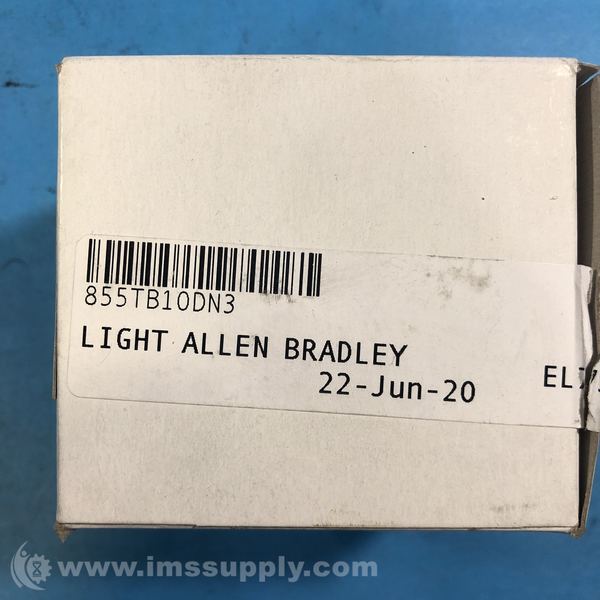 855TB10DN3
LIGHT ALLEN BRADLEY
22-Jun-20
www.imssupply.com